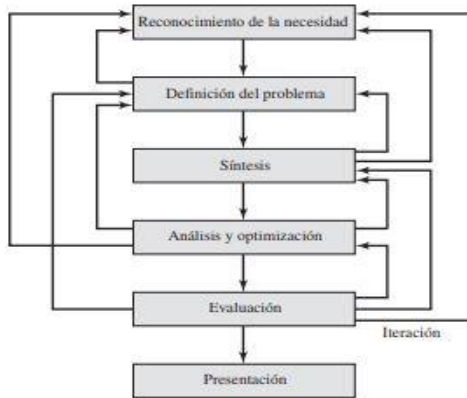 Reconocimiento de la necesidad
Definición del problema
Síntesis
Análisis y optimización
Evaluación
Iteración
Presentación